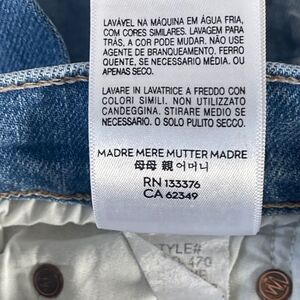 LAVÁVEL NA MÁQUINA EM ÁGUA FRIA,
COM CORES SIMILARES. LAVAGEM PARA
TRÁS, A COR PODE MUDAR. NÃO USE
AGENTE DE BRANQUEAMENTO. FERRO
QUENTE, SE NECESSARIO MÉDIA. OU
APENAS SECO.
LAVARE IN LAVATRICE A FREDDO CON
COLORI SIMILI. NON UTILIZZATO
CANDEGGINA. STIRARE MEDIO SE
NECESSARIO. O SOLO PULITO SECCO.
MADRE MERE MUTTER MADRE
母母 親 어머니
RN 133376
CA 62349
STYLE#
470